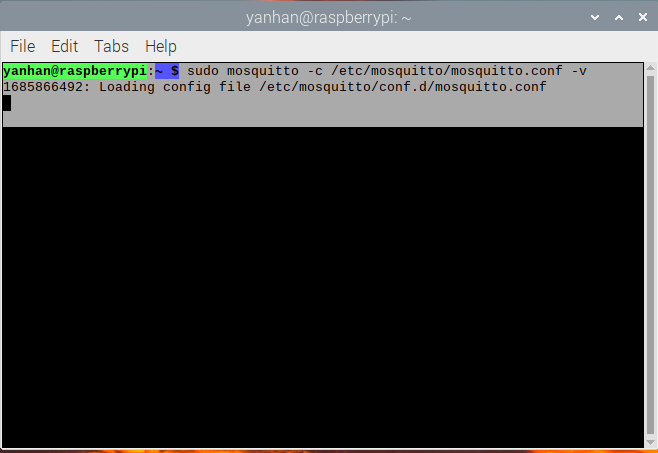 yanhan@raspberrypi: ~
File Edit Tabs Help
yanhan@raspberrypi:~ $ sudo mosquitto -c /etc/mosquitto/mosquitto.conf -v
1685866492: Loading config file /etc/mosquitto/conf.d/mosquitto.conf